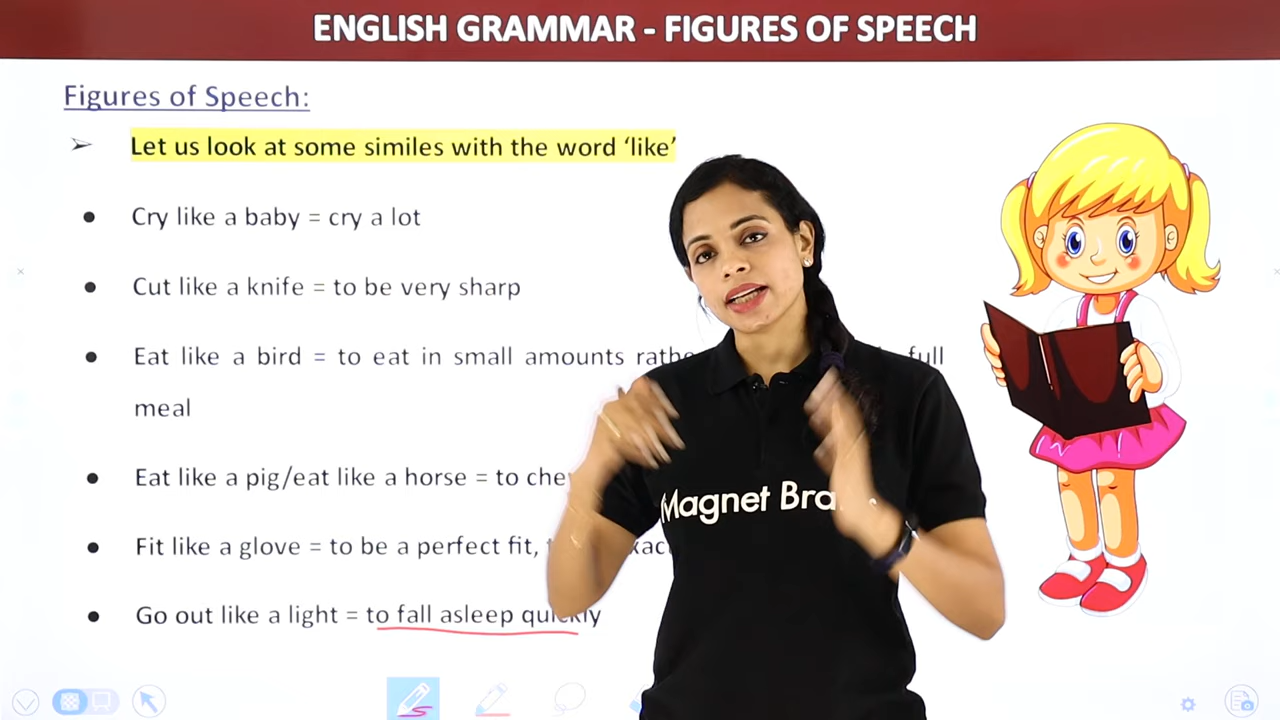 ENGLISH GRAMMAR - FIGURES OF SPEECH
Figures of Speech:
➢ Let us look at some similes with the word ‘like’
● Cry like a baby = cry a lot
● Cut like a knife = to be very sharp
● Eat like a bird = to eat in small amounts full
meal
● Eat like a pig/eat like a horse = to
● Fit like a glove = to be a perfect fit,
● Go out like a light = to fall asleep quickly
Magnet